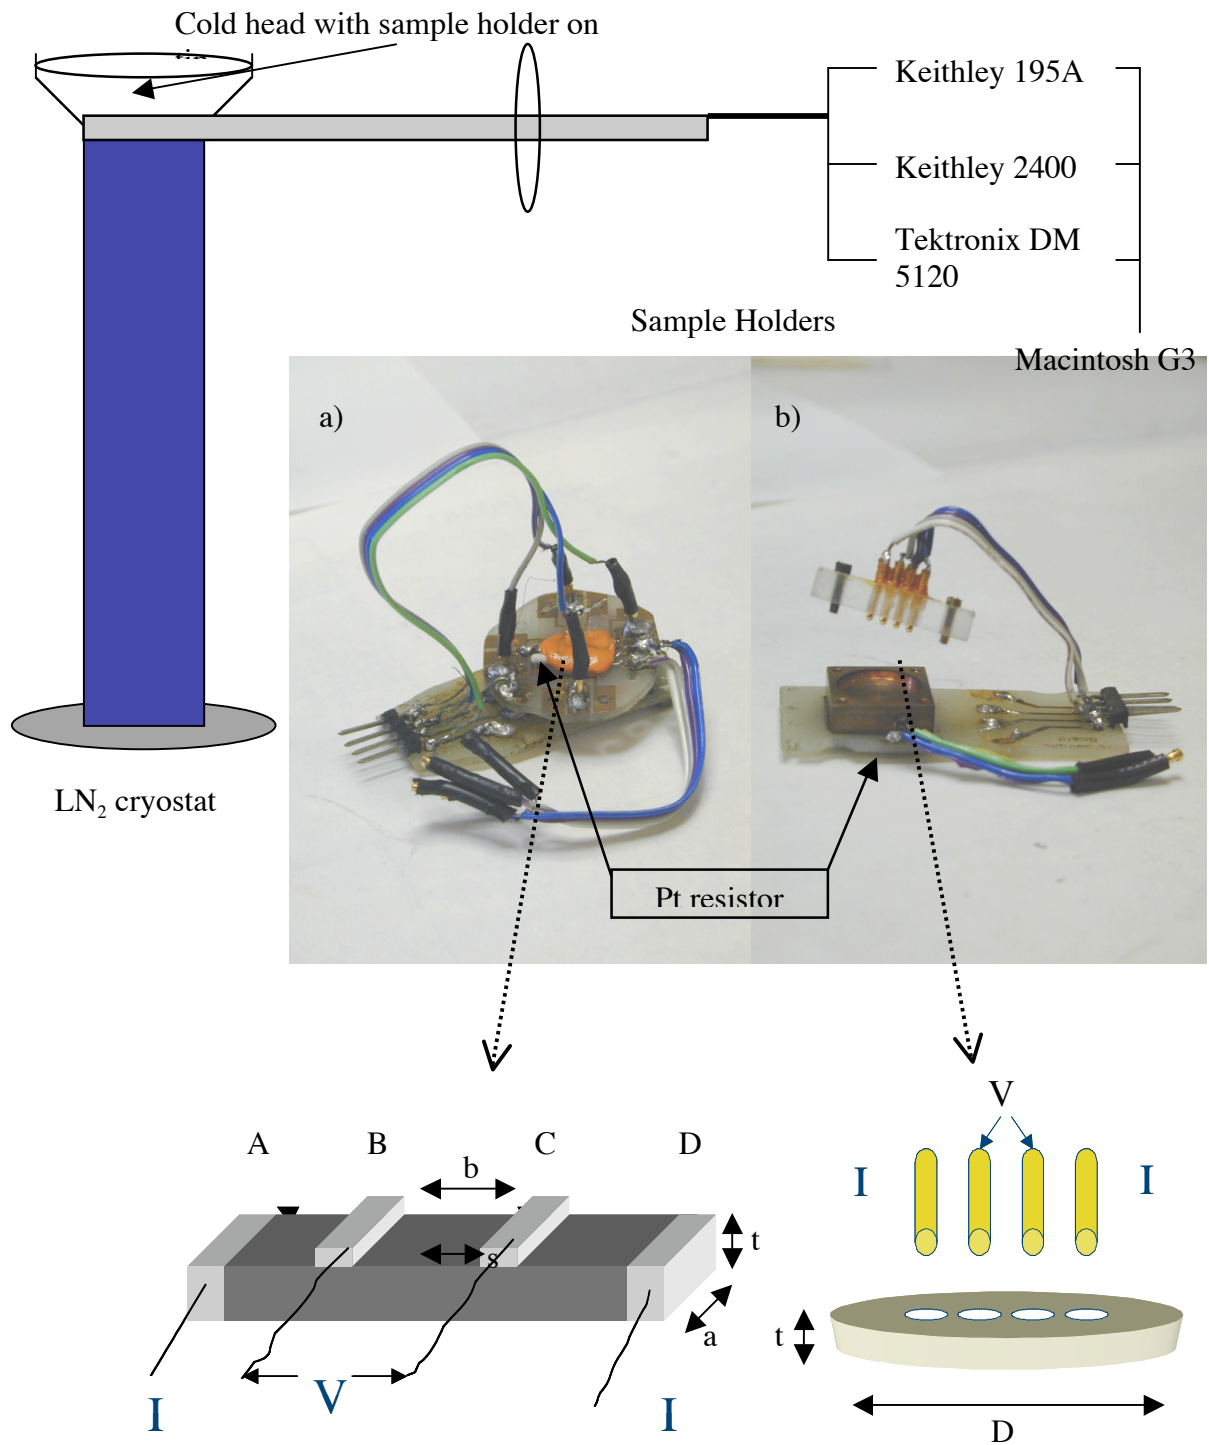 Cold head with sample holder on
Keithley 195A
Keithley 2400
Tektronix DM
5120
Sample Holders
Macintosh G3
a)
b)
LN₂ cryostat
Pt resistor
V
A
B
C
D
b
I
I
s
t
a
t
V
I
I
D